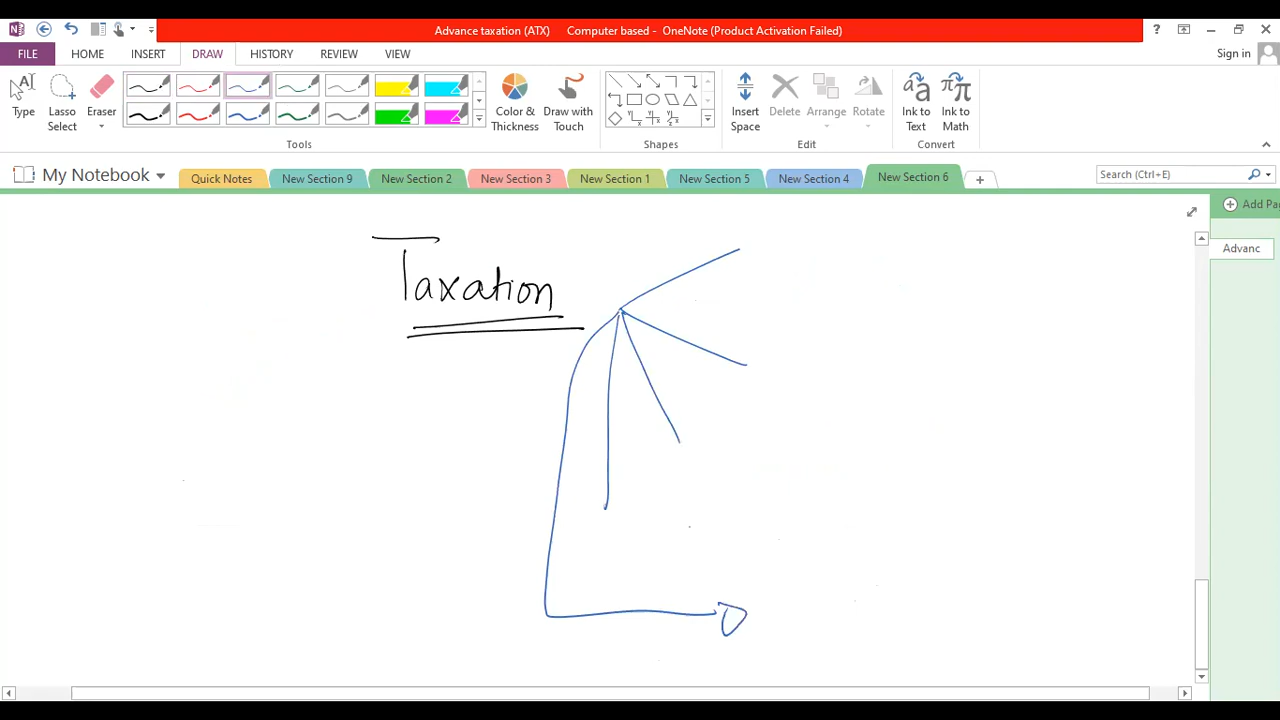 Advance taxation (ATX) Computer based - OneNote (Product Activation Failed)
?
FILE HOME INSERT DRAW HISTORY REVIEW VIEW
Sign in
Type
Lasso Select
Eraser
Color & Thickness
Draw with Touch
Insert Space
Delete
Arrange
Rotate
Ink to Text
Ink to Math
Tools
Shapes
Edit
Convert
My Notebook
Quick Notes New Section 9 New Section 2 New Section 3 New Section 1 New Section 5 New Section 4 New Section 6
Search (Ctrl+E)
Add Pag
Advanc
Taxation